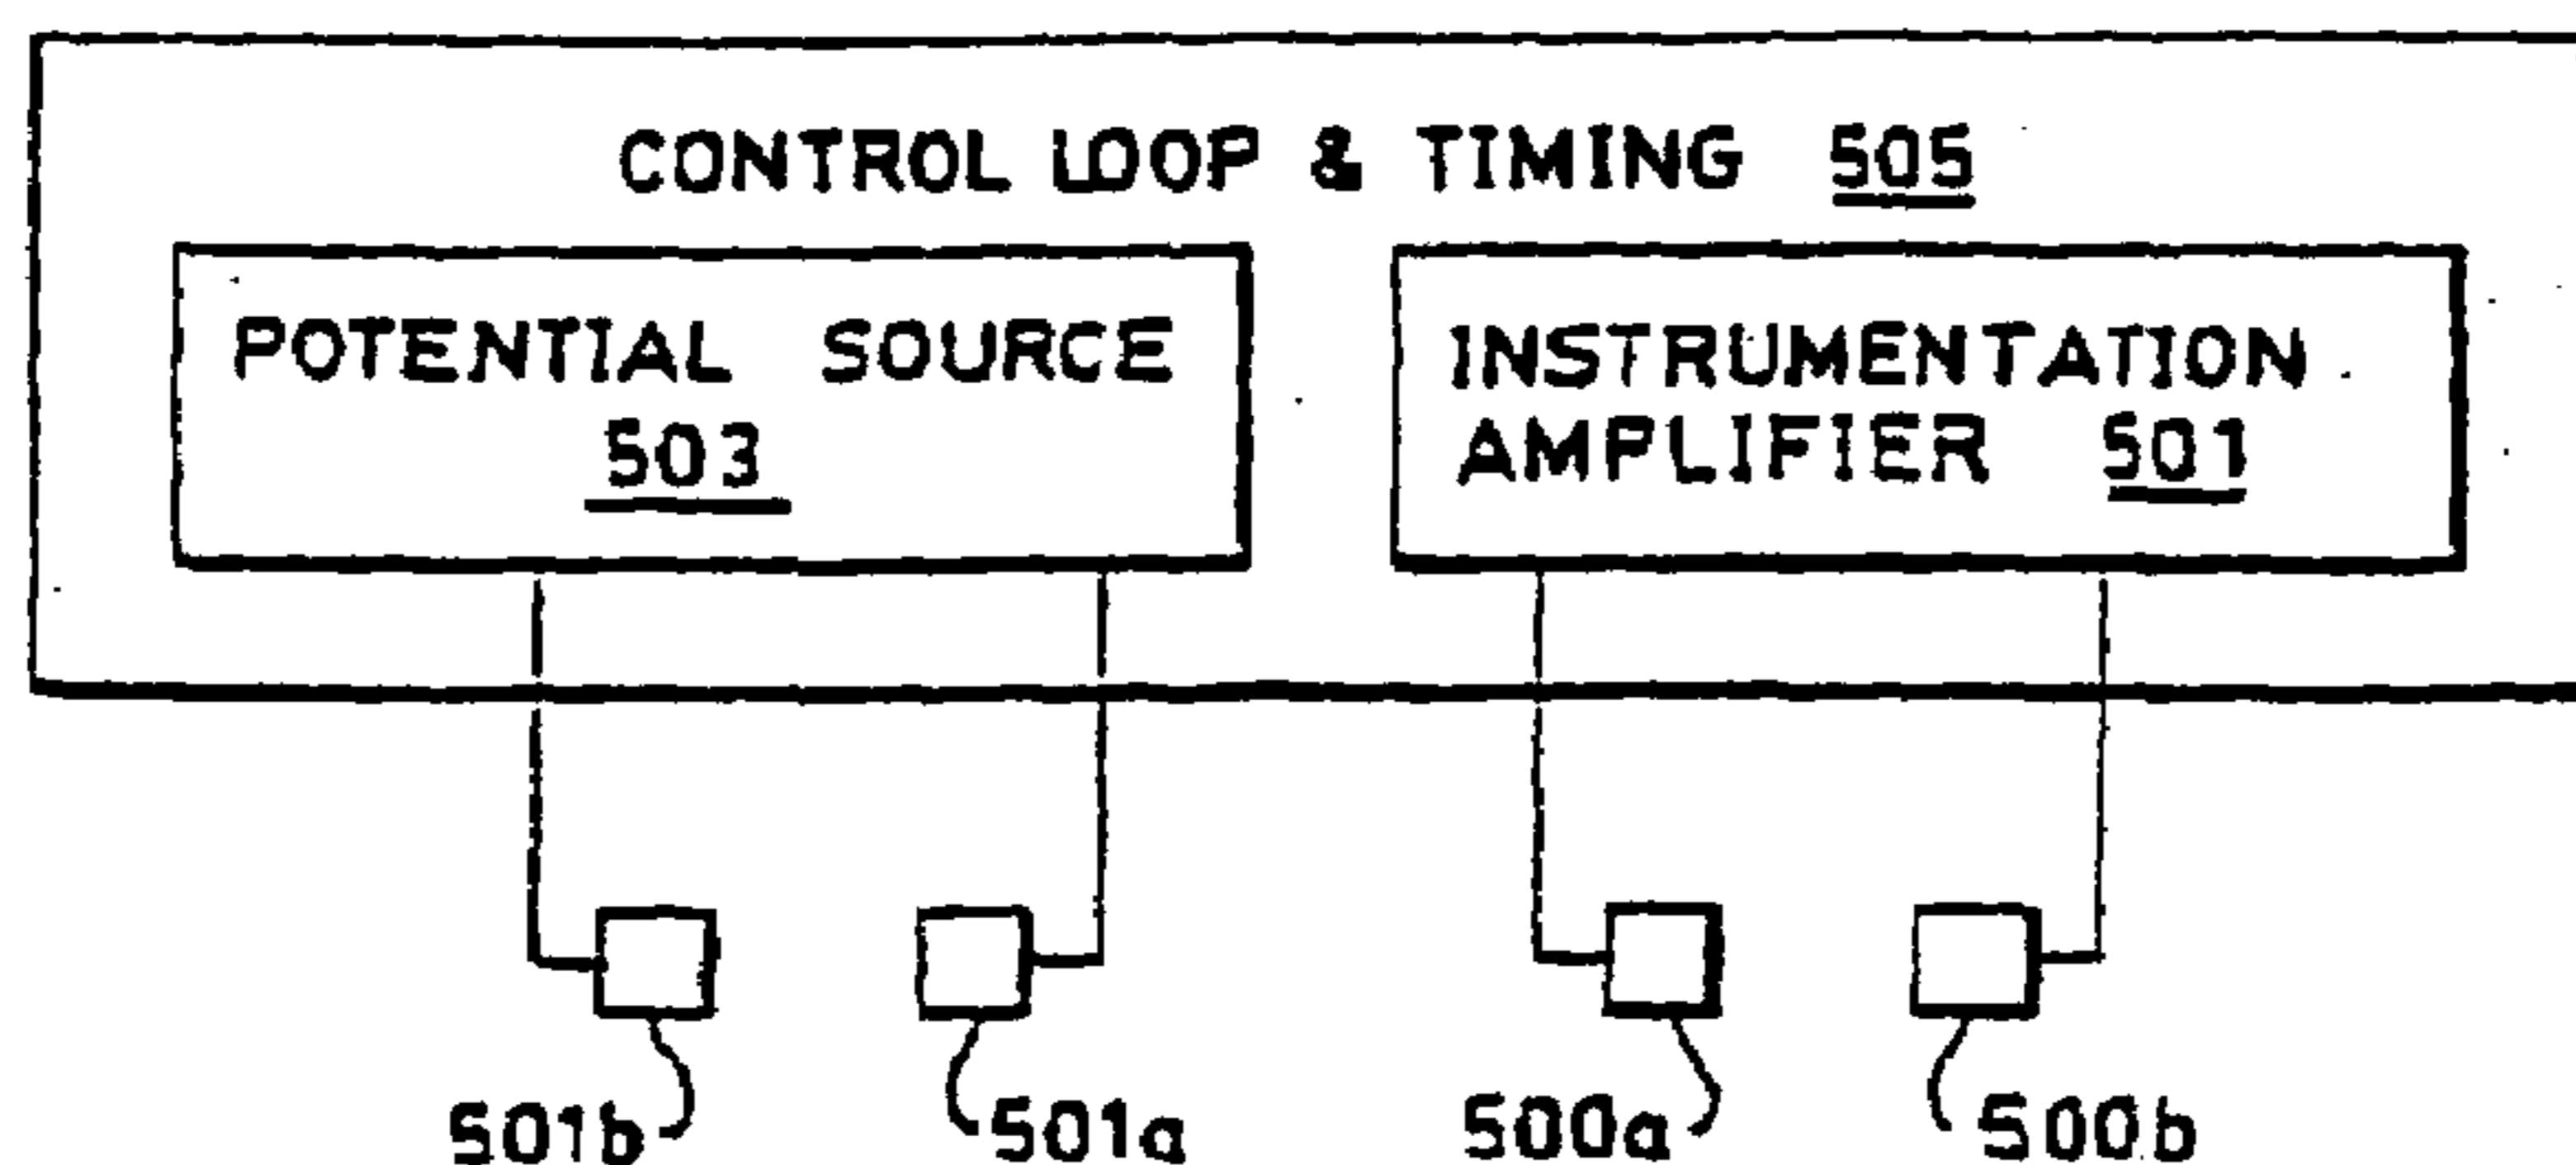 CONTROL LOOP & TIMING 505
POTENTIAL SOURCE
503
INSTRUMENTATION
AMPLIFIER 501
501b
501a
500a
500b